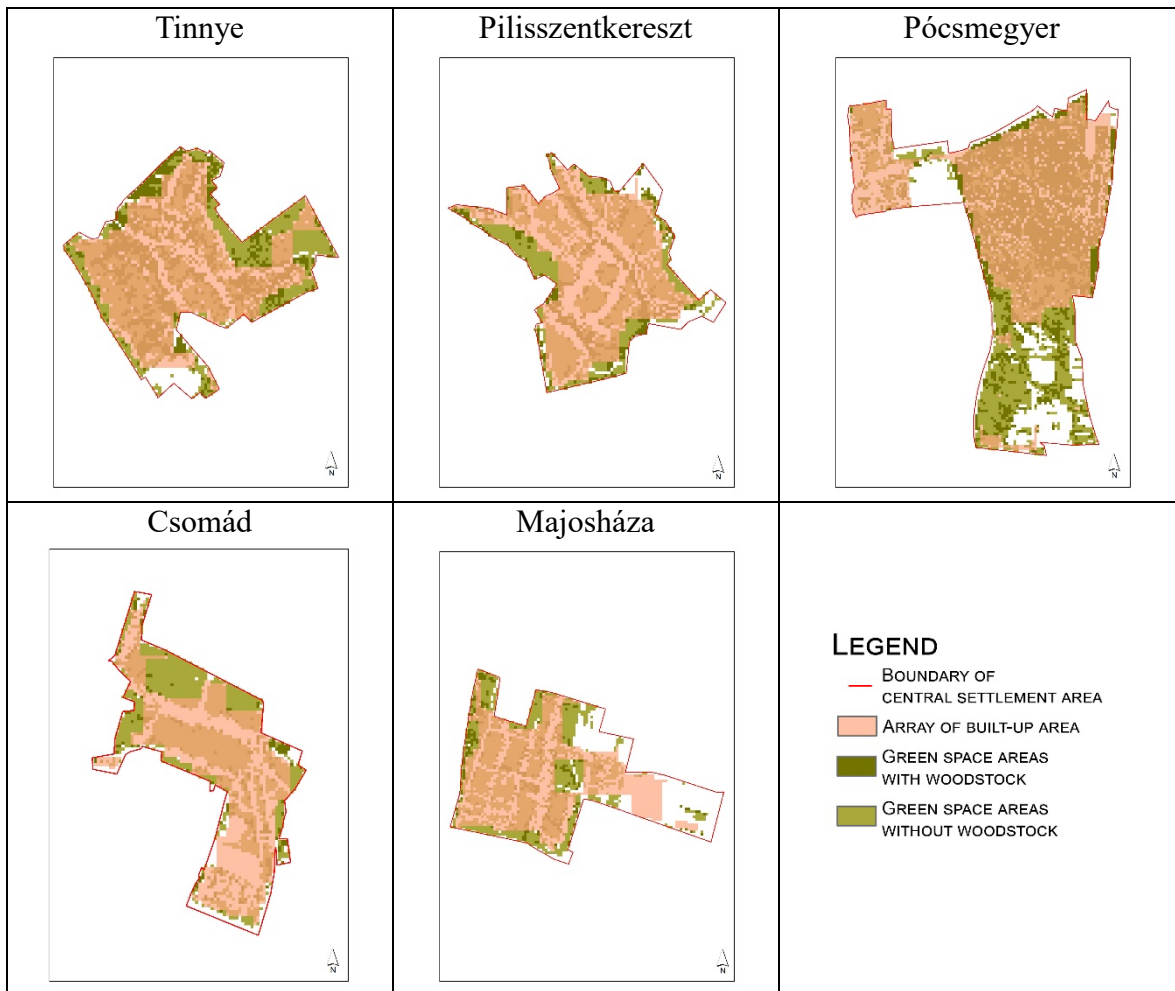 Tinnye
Pilisszentkereszt
Pócsmegyer
N
N
N
Csomád
Majosháza
N
N
LEGEND
BOUNDARY OF
CENTRAL SETTLEMENT AREA
ARRAY OF BUILT-UP AREA
GREEN SPACE AREAS
WITH WOODSTOCK
GREEN SPACE AREAS
WITHOUT WOODSTOCK